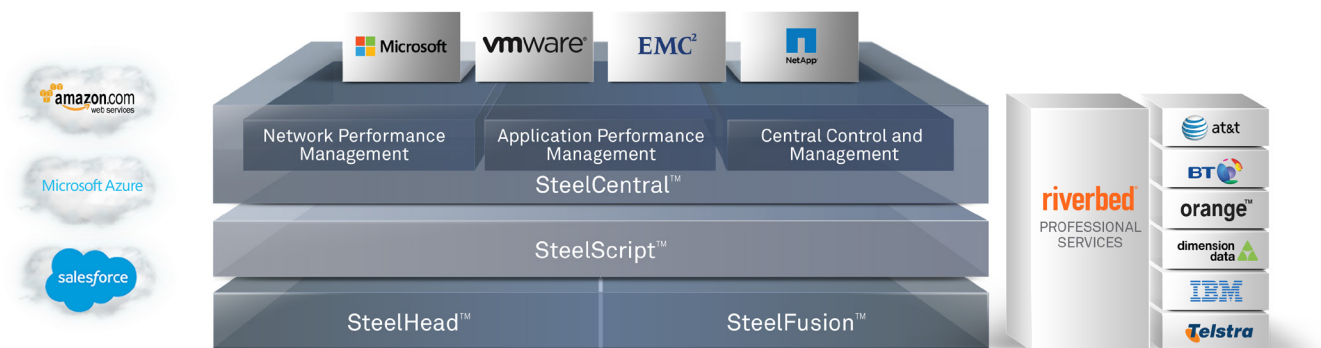 amazon.com
web services
Microsoft Azure
salesforce
Microsoft
vmware®
EMC²
NetApp
Network Performance
Management
Application Performance
Management
Central Control and
Management
SteelCentral™
SteelScript™
SteelHead™
SteelFusion™
riverbed®
PROFESSIONAL
SERVICES
at&t
BT
orange™
dimension
data
IBM
Telstra